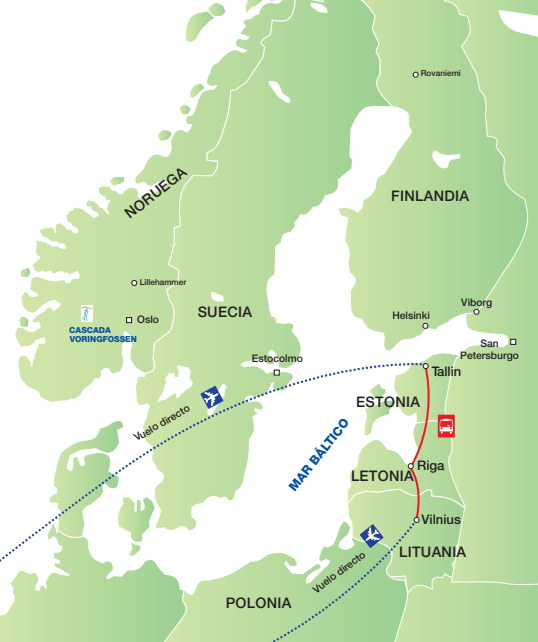 Rovaniemi
NORUEGA
FINLANDIA
Lillehammer
SUECIA
Oslo
CASCADA
VORINGFOSSEN
Helsinki
Viborg
San
Petersburgo
Estocolmo
Tallin
ESTONIA
Vuelo directo
MAR BÁLTICO
Riga
LETONIA
Vilnius
LITUANIA
Vuelo directo
POLONIA